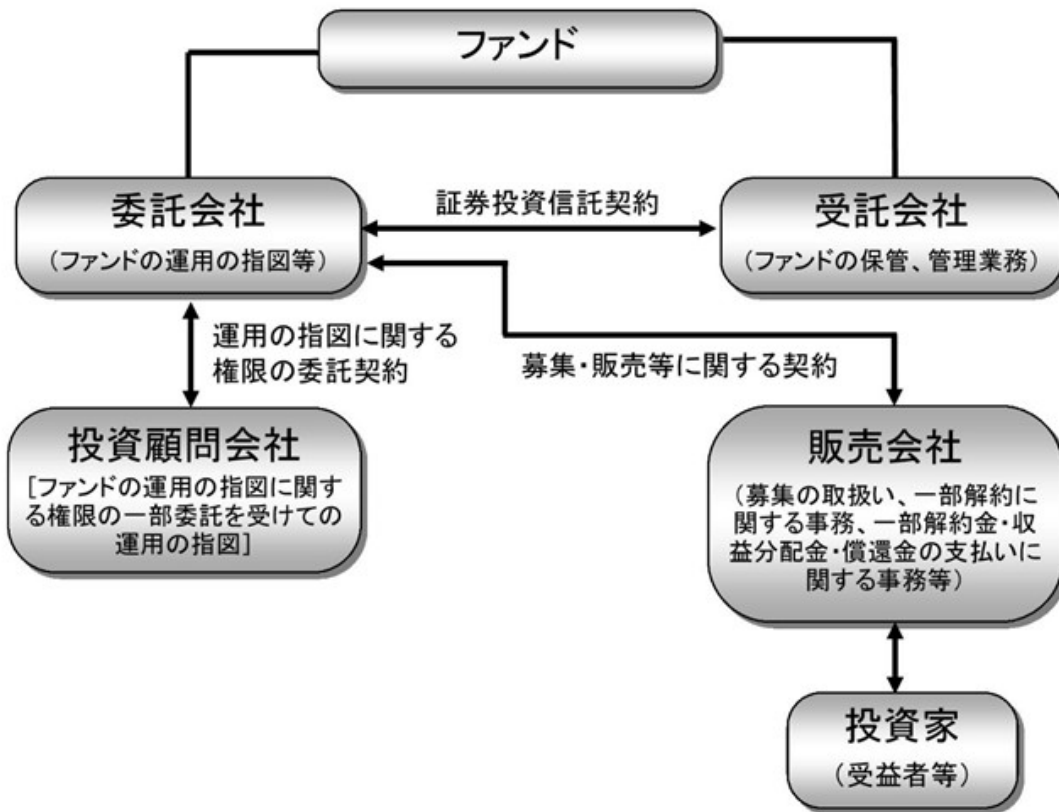 ファンド
委託会社
（ファンドの運用の指図等）
証券投資信託契約
受託会社
（ファンドの保管、管理業務）
運用の指図に関する
権限の委託契約
募集・販売等に関する契約
投資顧問会社
［ファンドの運用の指図に関す
る権限の一部委託を受けての
運用の指図］
販売会社
（募集の取扱い、一部解約に
関する事務、一部解約金・収
益分配金・償還金の支払いに
関する事務等）
投資家
（受益者等）